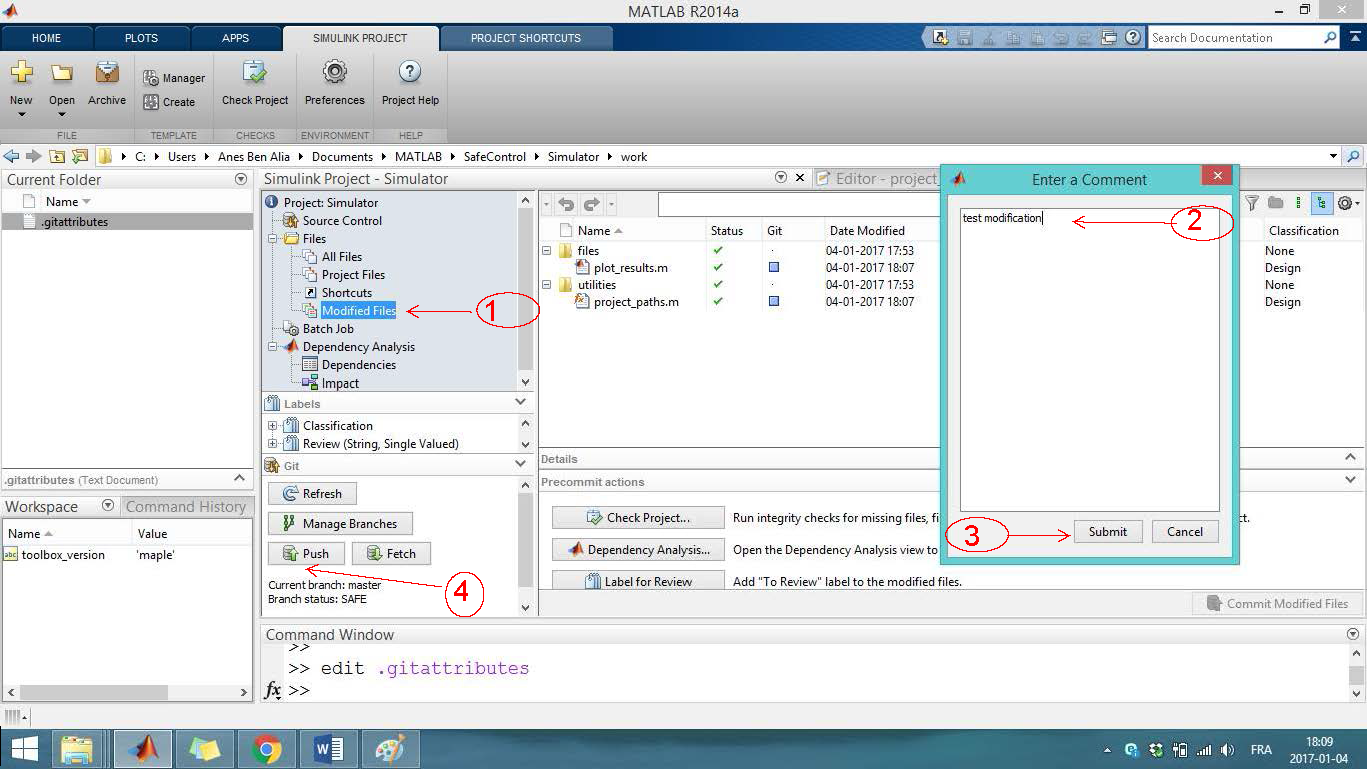 MATLAB R2014a
HOME PLOTS APPS SIMULINK PROJECT PROJECT SHORTCUTS Search Documentation
New Open Archive Manager Create Check Project Preferences Project Help
FILE TEMPLATE CHECKS ENVIRONMENT HELP
C: Users Anes Ben Alia Documents MATLAB SafeControl Simulator work
Current Folder
Name
.gitattributes
.gitattributes (Text Document)
Workspace Command History
Name Value
toolbox_version 'maple'
Simulink Project - Simulator
Project: Simulator
Source Control
Files
All Files
Project Files
Shortcuts
Modified Files
1
Batch Job
Dependency Analysis
Dependencies
Impact
Labels
Classification
Review (String, Single Valued)
Git
Refresh
Manage Branches
Push Fetch
4
Current branch: master
Branch status: SAFE
Editor - project_
Name Status Git Date Modified Classification
files 04-01-2017 17:53 None
plot_results.m 04-01-2017 18:07 Design
utilities 04-01-2017 17:53 None
project_paths.m 04-01-2017 18:07 Design
Details
Precommit actions
Check Project... Run integrity checks for missing files, fi ct.
Dependency Analysis... Open the Dependency Analysis view to
Label for Review Add "To Review" label to the modified files.
Commit Modified Files
Enter a Comment
test modification
2
3
Submit Cancel
Command Window
>>
>> edit .gitattributes
fx >>
FRA
18:09
2017-01-04